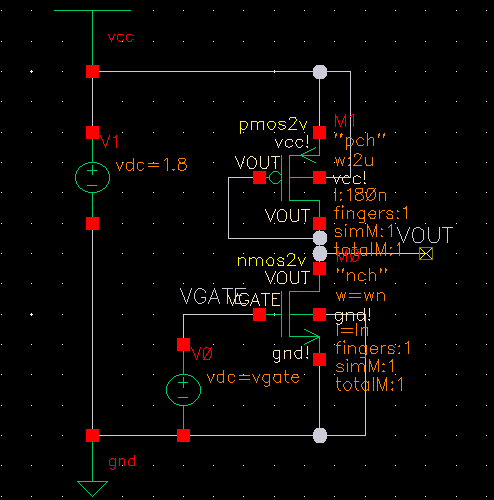 vcc
V1
vdc=1.8
pmos2v
M1
vcc!
"pch"
w:2u
VOUT
vcc!
l:180n
VOUT
fingers:1
simM:1
totalM:1
VOUT
nmos2v
M0
VOUT
"nch"
VGATE
VGATE
w=wn
gnd!
l=ln
V0
gnd!
fingers:1
simM:1
vdc=vgate
totalM:1
gnd